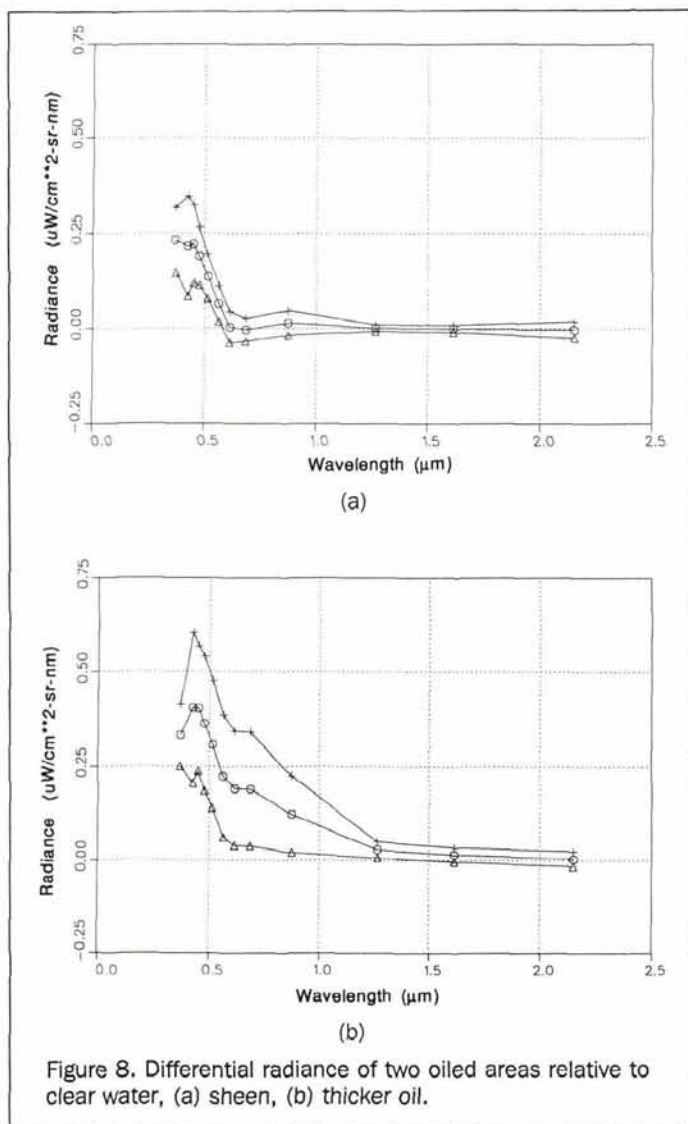 0.75
0.50
0.25
0.00
-0.25
Radiance (uW/cm**2-sr-nm)
0.0 0.5 1.0 1.5 2.0 2.5
Wavelength (μm)
(a)
0.75
0.50
0.25
0.00
-0.25
Radiance (uW/cm**2-sr-nm)
0.0 0.5 1.0 1.5 2.0 2.5
Wavelength (μm)
(b)
Figure 8. Differential radiance of two oiled areas relative to
clear water, (a) sheen, (b) thicker oil.